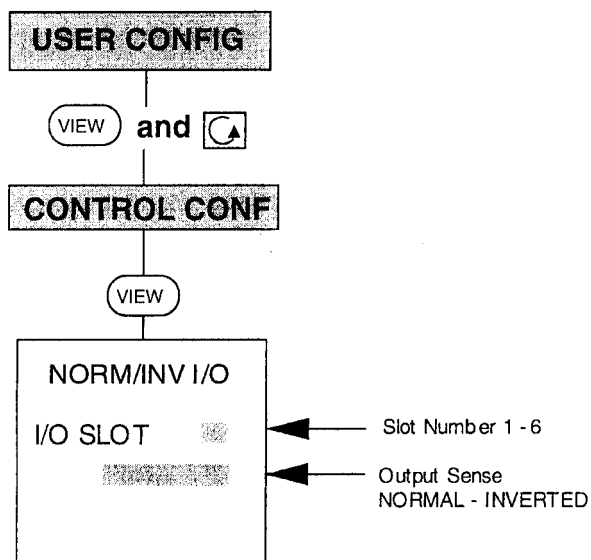 USER CONFIG
VIEW and
CONTROL CONF
VIEW
NORM/INV I/O
I/O SLOT
Slot Number 1 - 6
Output Sense
NORMAL - INVERTED